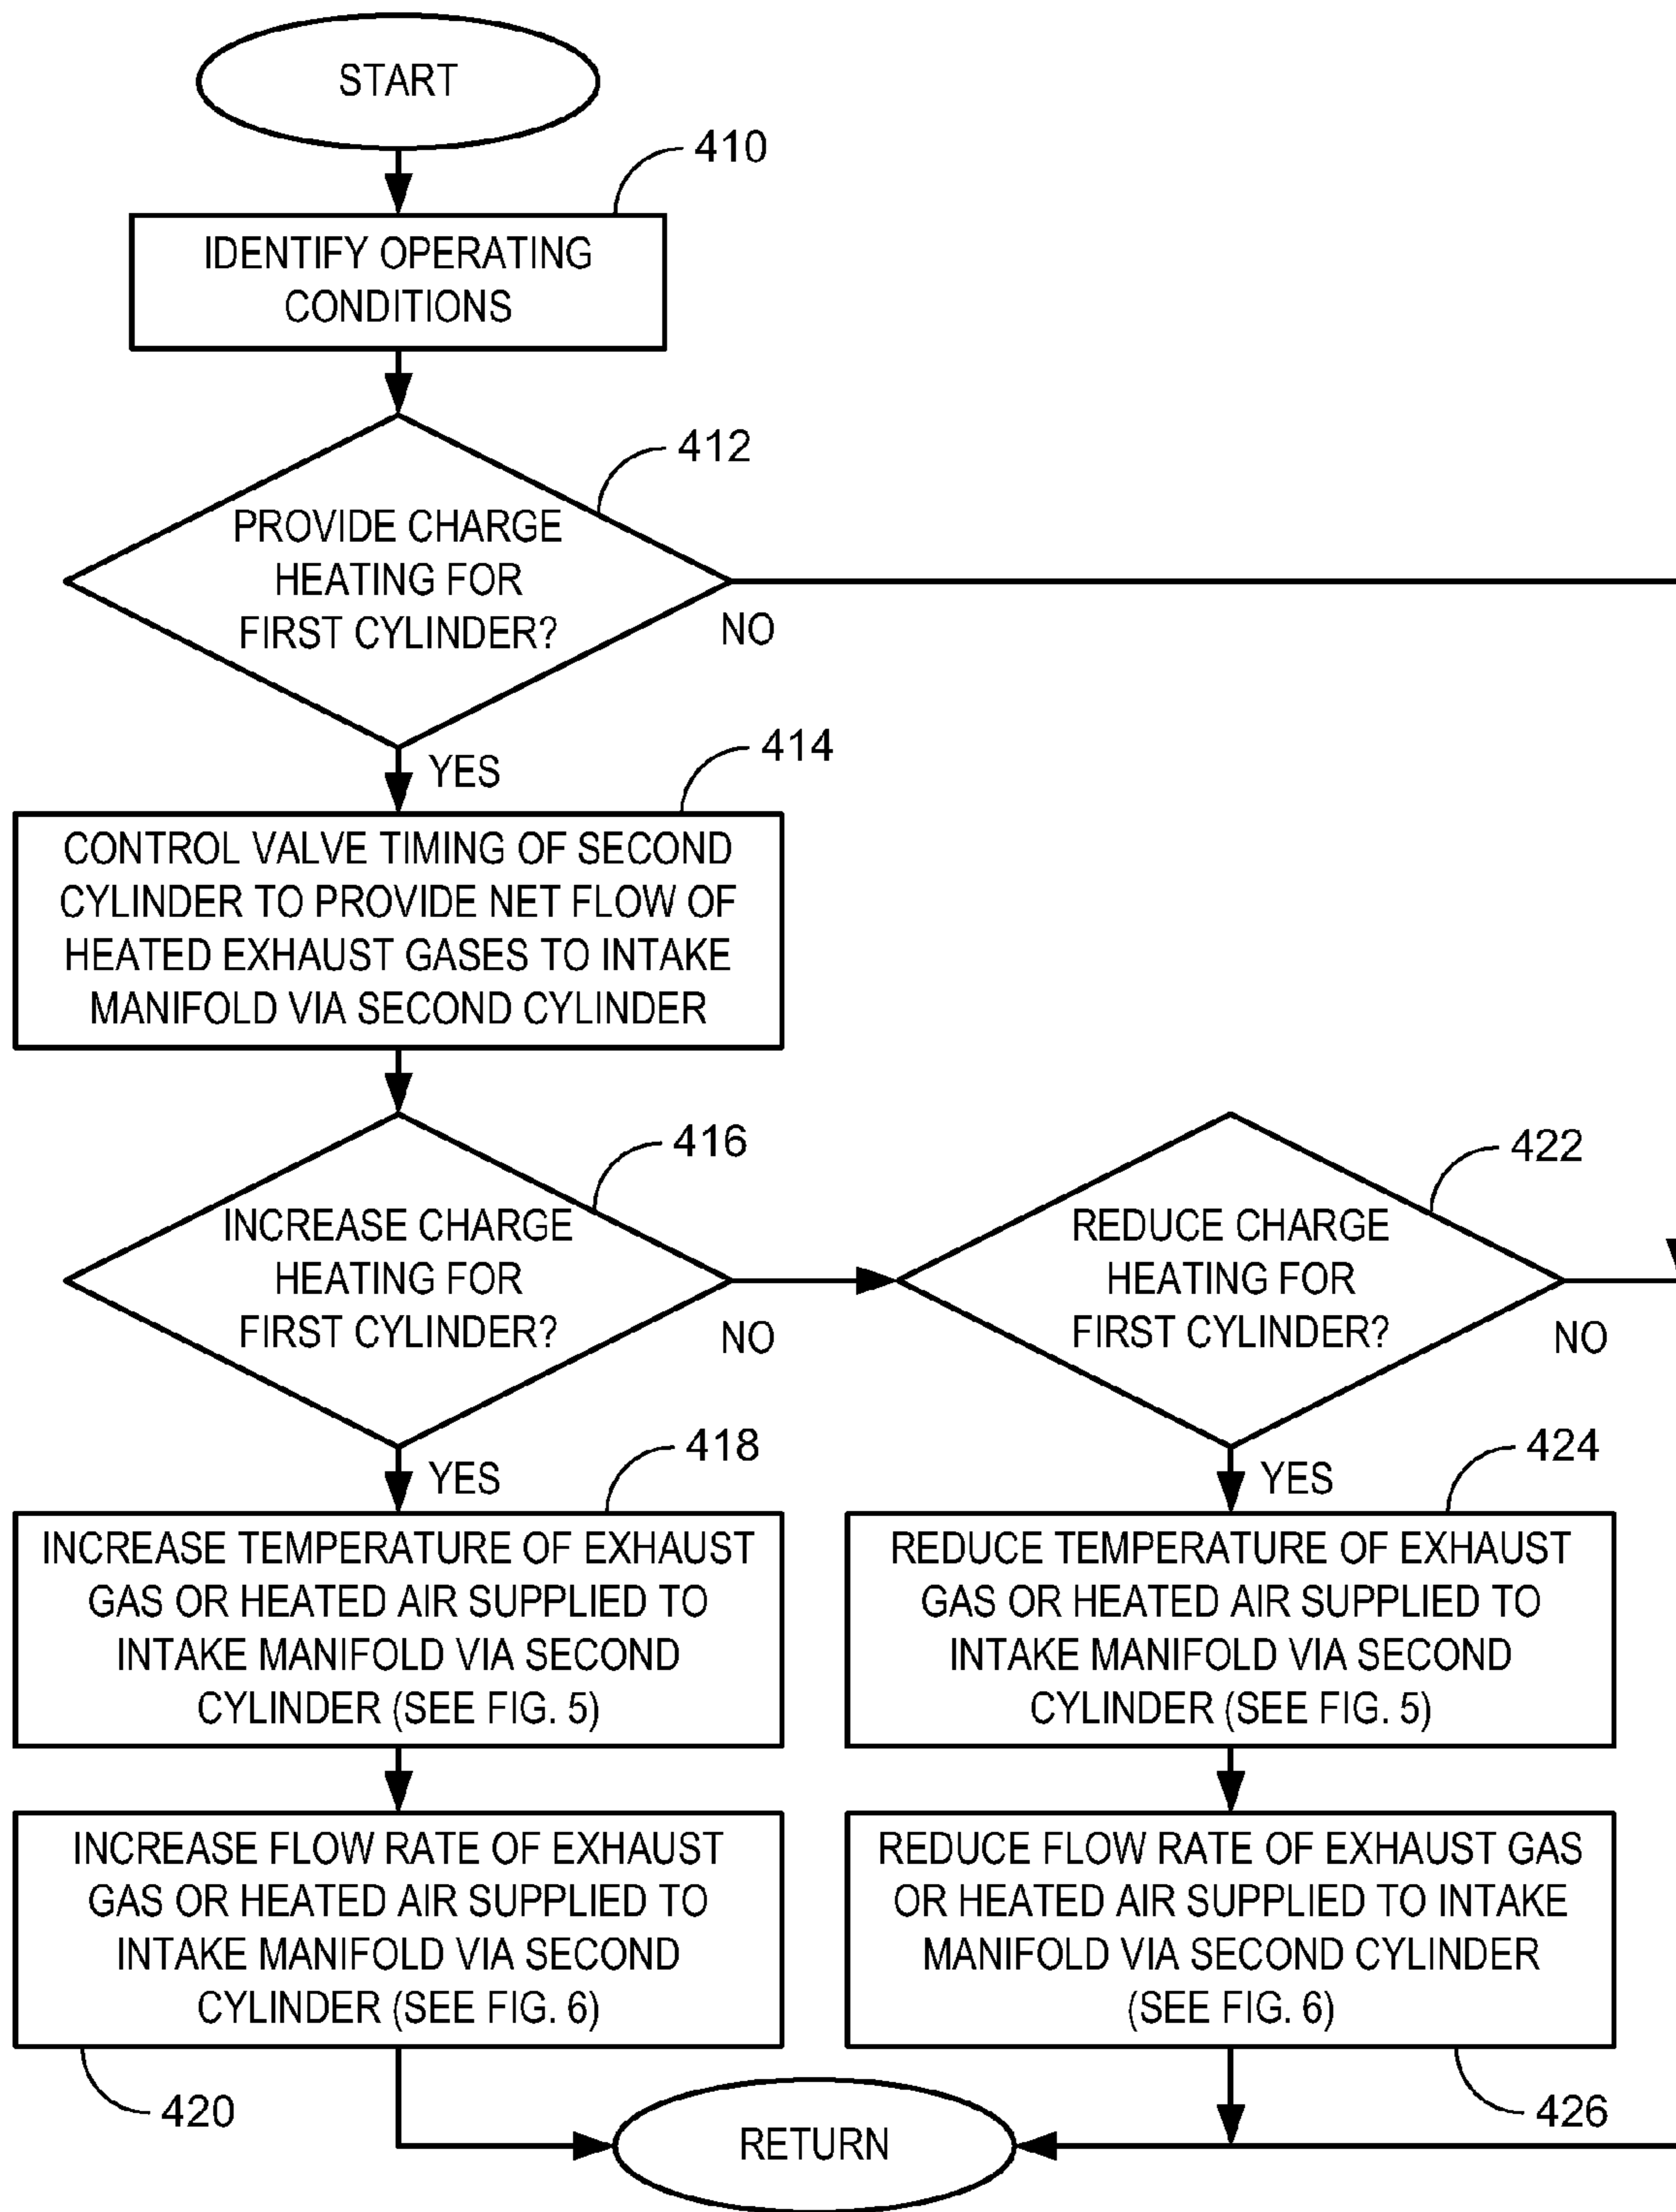 START
410
IDENTIFY OPERATING
CONDITIONS
412
PROVIDE CHARGE
HEATING FOR
FIRST CYLINDER?
NO
YES
414
CONTROL VALVE TIMING OF SECOND
CYLINDER TO PROVIDE NET FLOW OF
HEATED EXHAUST GASES TO INTAKE
MANIFOLD VIA SECOND CYLINDER
416
INCREASE CHARGE
HEATING FOR
FIRST CYLINDER?
NO
YES
422
REDUCE CHARGE
HEATING FOR
FIRST CYLINDER?
NO
YES
418
INCREASE TEMPERATURE OF EXHAUST
GAS OR HEATED AIR SUPPLIED TO
INTAKE MANIFOLD VIA SECOND
CYLINDER (SEE FIG. 5)
424
REDUCE TEMPERATURE OF EXHAUST
GAS OR HEATED AIR SUPPLIED TO
INTAKE MANIFOLD VIA SECOND
CYLINDER (SEE FIG. 5)
INCREASE FLOW RATE OF EXHAUST
GAS OR HEATED AIR SUPPLIED TO
INTAKE MANIFOLD VIA SECOND
CYLINDER (SEE FIG. 6)
420
REDUCE FLOW RATE OF EXHAUST GAS
OR HEATED AIR SUPPLIED TO INTAKE
MANIFOLD VIA SECOND CYLINDER
(SEE FIG. 6)
426
RETURN